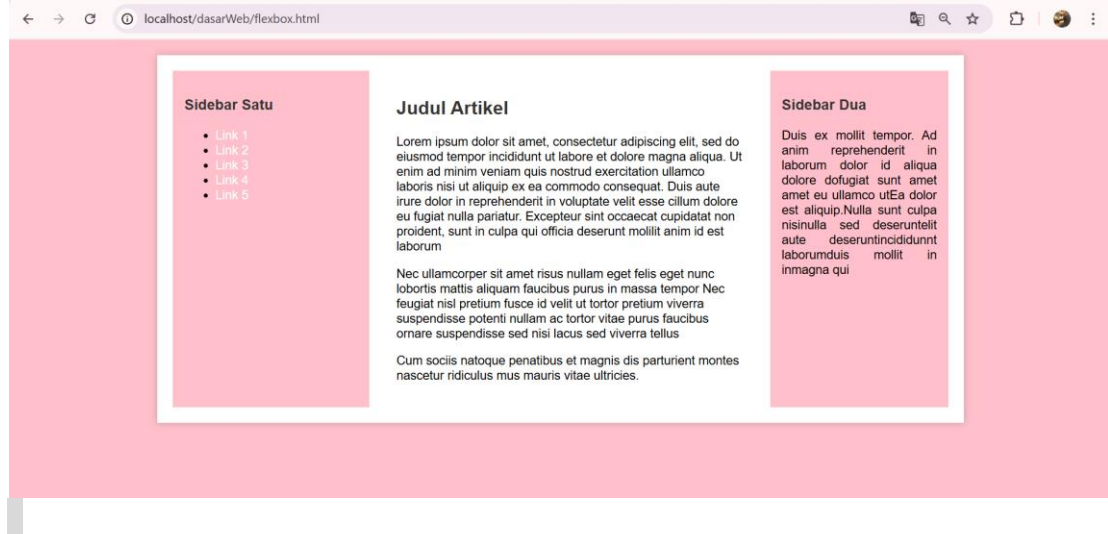 localhost/dasarWeb/flexbox.html
Sidebar Satu
Link 1
Link 2
Link 3
Link 4
Link 5
Judul Artikel
Lorem ipsum dolor sit amet, consectetur adipiscing elit, sed do
eiusmod tempor incididunt ut labore et dolore magna aliqua. Ut
enim ad minim veniam quis nostrud exercitation ullamco
laboris nisi ut aliquip ex ea commodo consequat. Duis aute
irure dolor in reprehenderit in voluptate velit esse cillum dolore
eu fugiat nulla pariatur. Excepteur sint occaecat cupidatat non
proident, sunt in culpa qui officia deserunt molilit anim id est
laborum
Nec ullamcorper sit amet risus nullam eget felis eget nunc
lobortis mattis aliquam faucibus purus in massa tempor Nec
feugiat nisl pretium fusce id velit ut tortor pretium viverra
suspendisse potenti nullam ac tortor vitae purus faucibus
ornare suspendisse sed nisi lacus sed viverra tellus
Cum sociis natoque penatibus et magnis dis parturient montes
nascetur ridiculus mus mauris vitae ultricies.
Sidebar Dua
Duis ex mollit tempor. Ad
anim reprehenderit in
laborum dolor id aliqua
dolore dofugiat sunt amet
amet eu ullamco utEa dolor
est aliquip.Nulla sunt culpa
nisinulla sed deseruntelit
aute deseruntincididunnt
laborumduis mollit in
inmagna qui